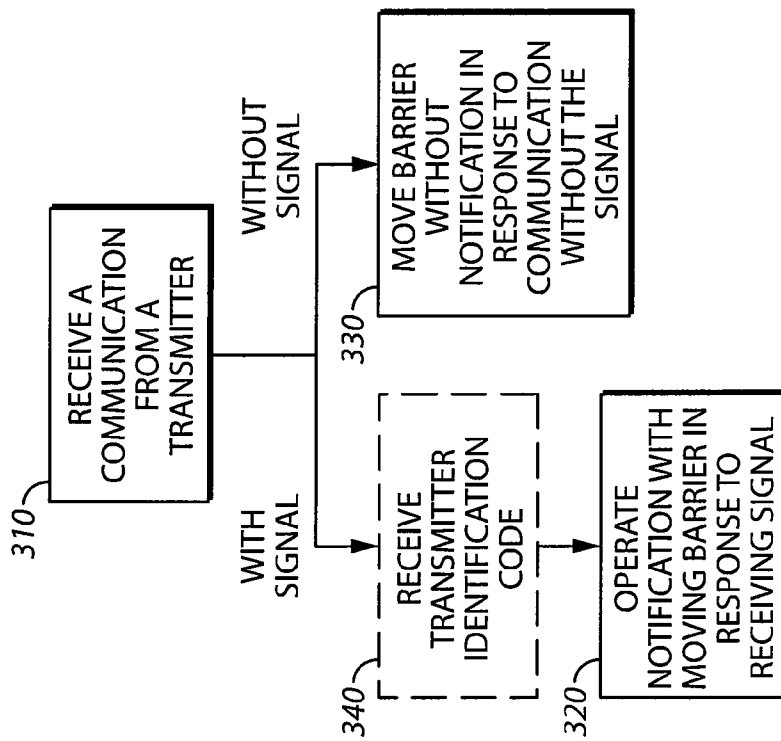 310
RECEIVE A
COMMUNICATION
FROM A
TRANSMITTER
WITH
SIGNAL
WITHOUT
SIGNAL
340
RECEIVE
TRANSMITTER
IDENTIFICATION
CODE
330
MOVE BARRIER
WITHOUT
NOTIFICATION IN
RESPONSE TO
COMMUNICATION
WITHOUT THE
SIGNAL
320
OPERATE
NOTIFICATION WITH
MOVING BARRIER IN
RESPONSE TO
RECEIVING SIGNAL